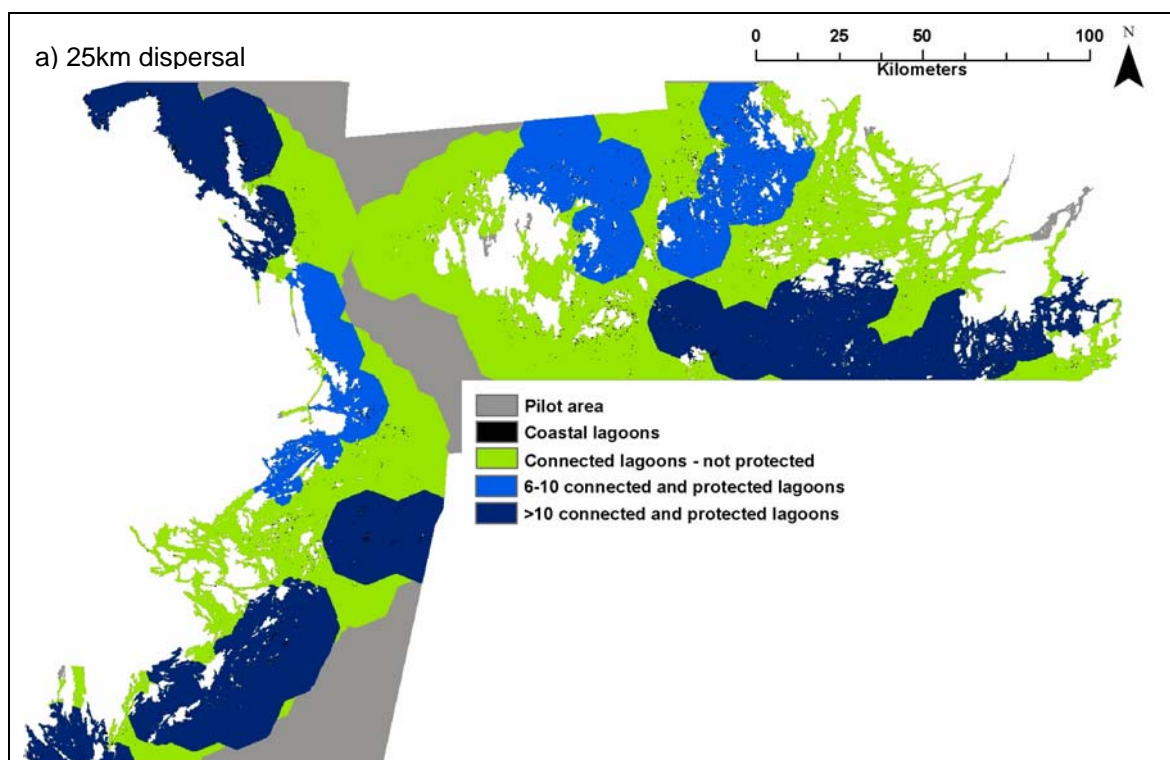 a) 25km dispersal
0 25 50 100
Kilometers
N
Pilot area
Coastal lagoons
Connected lagoons - not protected
6-10 connected and protected lagoons
>10 connected and protected lagoons